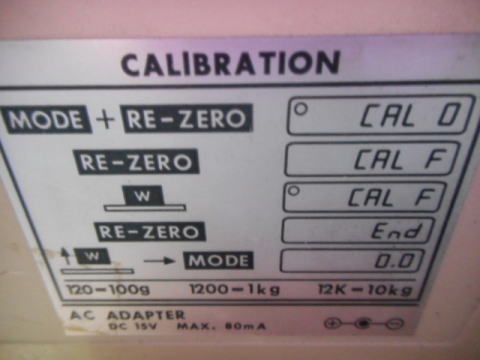 CALIBRATION
MODE + RE-ZERO CAL 0
RE-ZERO CAL F
W CAL F
RE-ZERO End
W → MODE 0.0
120-100g 1200-1kg 12K-10kg
AC ADAPTER
DC 15V MAX. 80mA